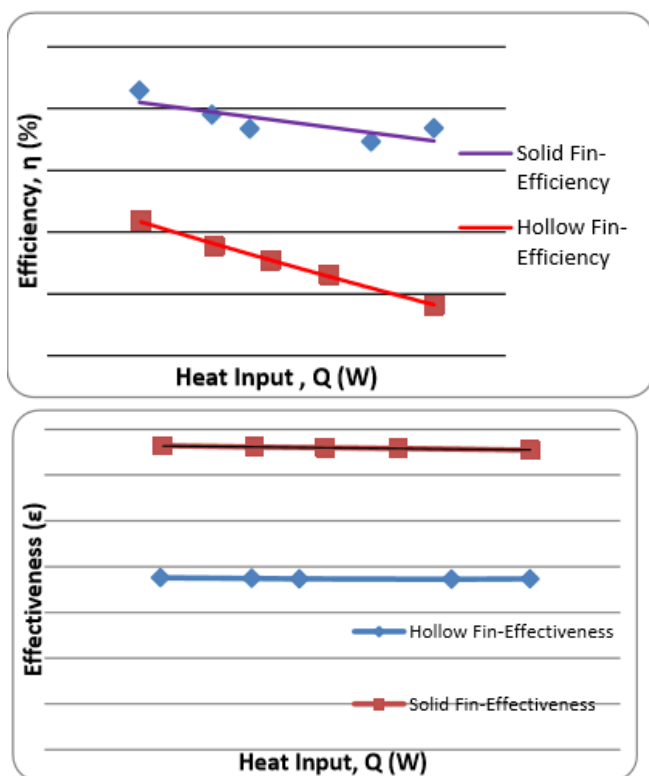 Efficiency, η (%)
Solid Fin-
Efficiency
Hollow Fin-
Efficiency
Heat Input , Q (W)
Effectiveness (ε)
Hollow Fin-Effectiveness
Solid Fin-Effectiveness
Heat Input, Q (W)